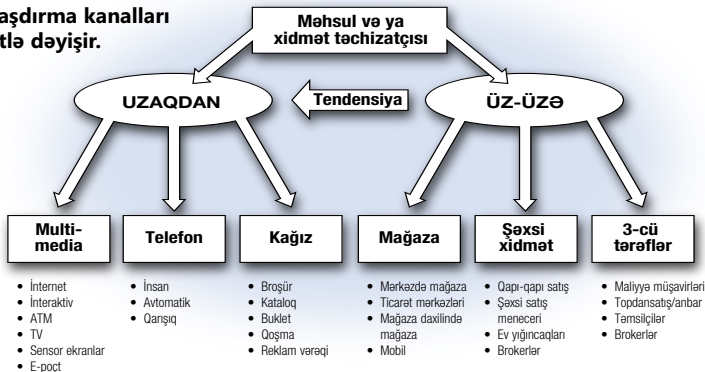 aşdırma kanalları
tlə dəyişir.
Məhsul və ya
xidmət təchizatçısı
UZAQDAN
Tendensiya
ÜZ-ÜZƏ
Multi-
media
Telefon
Kağız
Mağaza
Şəxsi
xidmət
3-cü
tərəflər
• İnternet
• İnteraktiv
• ATM
• TV
• Sensor ekranlar
• E-poçt
• İnsan
• Avtomatik
• Qarışıq
• Broşür
• Kataloq
• Buklet
• Qoşma
• Reklam vərəqi
• Mərkəzdə mağaza
• Ticarət mərkəzləri
• Mağaza daxilində
mağaza
• Mobil
• Qapı-qapı satış
• Şəxsi satış
meneceri
• Ev yığıncaqları
• Brokerlər
• Maliyyə müşavirləri
• Topdansatış/anbar
• Təmsilçilər
• Brokerlər